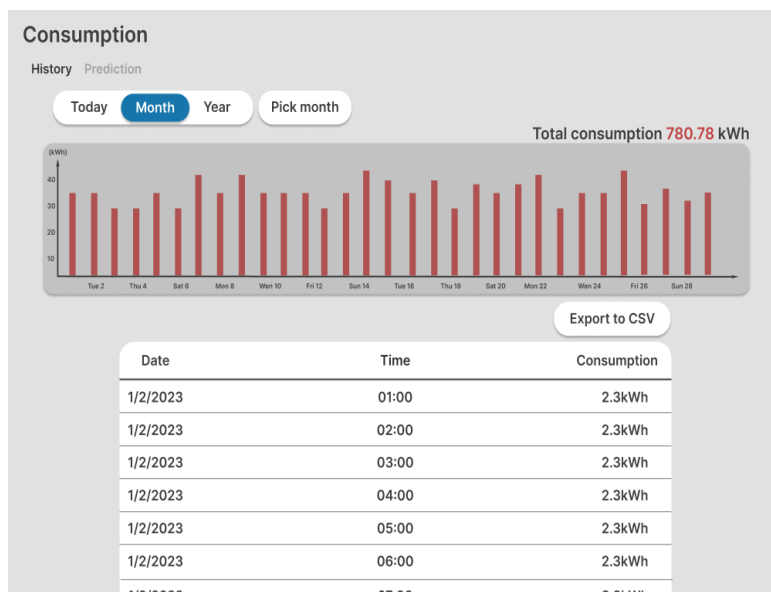 Consumption
History Prediction
Today Month Year Pick month
Total consumption 780.78 kWh
(kWh)
40
30
20
10
Tue 2 Thu 4 Sat 6 Mon 8 Wen 10 Fri 12 Sun 14 Tue 16 Thu 18 Sat 20 Mon 22 Wen 24 Fri 26 Sun 28
Export to CSV
Date Time Consumption
1/2/2023 01:00 2.3kWh
1/2/2023 02:00 2.3kWh
1/2/2023 03:00 2.3kWh
1/2/2023 04:00 2.3kWh
1/2/2023 05:00 2.3kWh
1/2/2023 06:00 2.3kWh